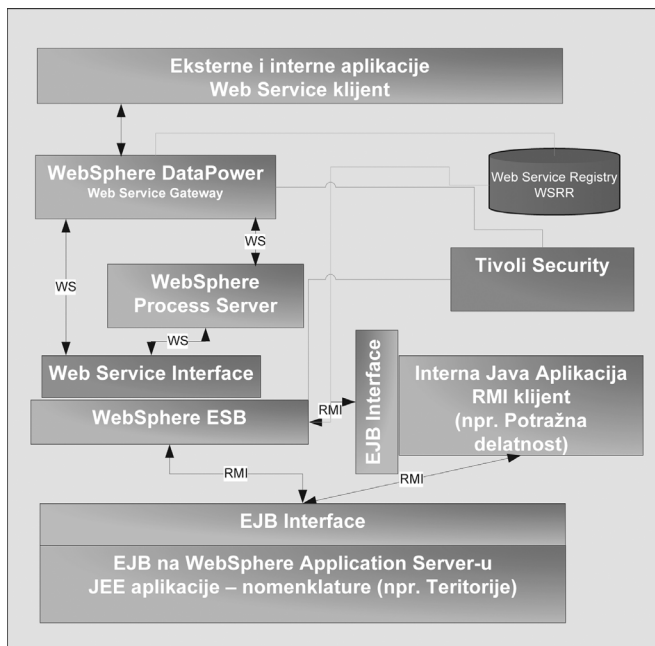 Eksterne i interne aplikacije
Web Service klijent
WebSphere DataPower
Web Service Gateway
Web Service Registry
WSRR
WS
WS
Tivoli Security
WebSphere
Process Server
WS
Web Service Interface
EJB Interface
Interna Java Aplikacija
RMI klijent
(npr. Potražna
delatnost)
WebSphere ESB
RMI
RMI
RMI
EJB Interface
EJB na WebSphere Application Server-u
JEE aplikacije – nomenklature (npr. Teritorije)